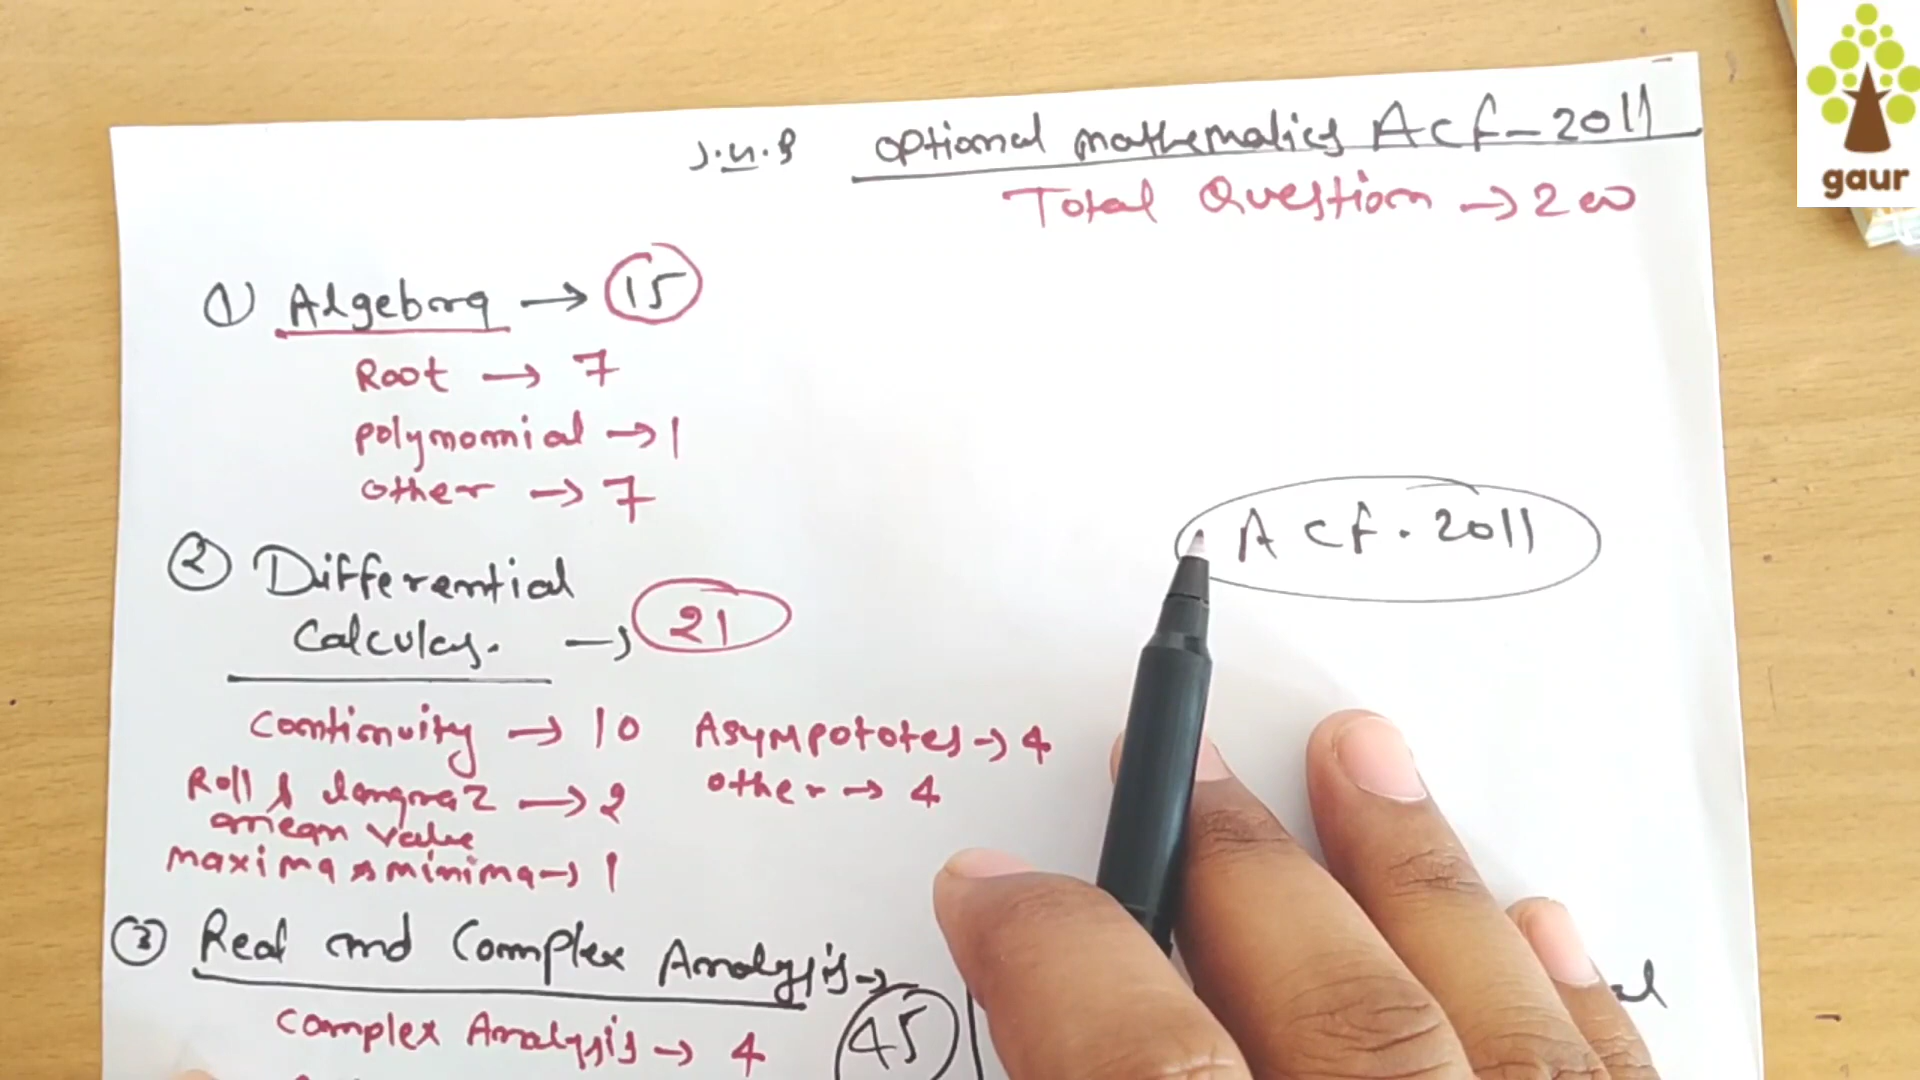 optional mathematics ACF-2011
Total Question → 200
① Algebra → 15
Root → 7
polynomial → 1
other → 7
② Differential
Calculus. → 21
Continuity → 10 Asympototes → 4
Roll & langraz → 2 other → 4
mean value
maxima & minima → 1
③ Real and Complex Analysis →
45
Complex Analysis → 4
ACF. 2011
gaur